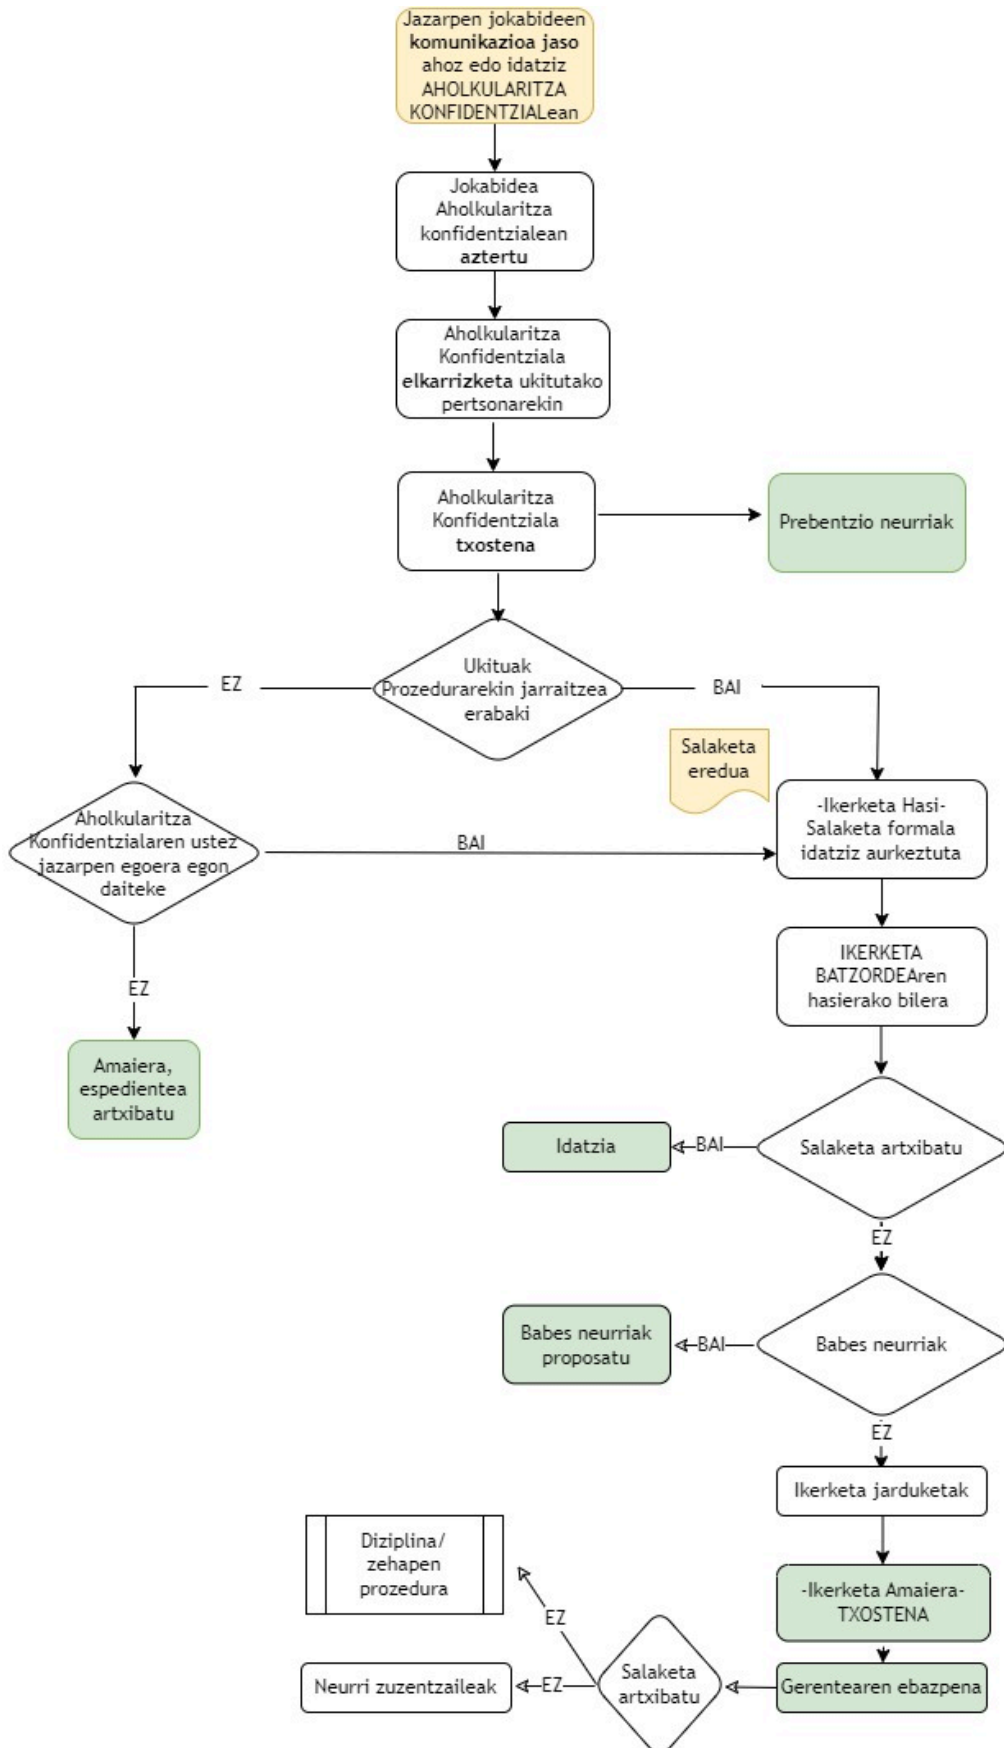 Jazarpen jokabideen
komunikazioa jaso
ahoz edo idatziz
AHOLKULARITZA
KONFIDENTZIALean
Jokabidea
Aholkularitza
konfidentzialean
aztertu
Aholkularitza
Konfidentziala
elkarrizketa ukitutako
pertsonarekin
Aholkularitza
Konfidentziala
txostena
Prebentzio neurriak
Ukituak
Prozedurarekin jarraitzea
erabaki
EZ
BAI
Salaketa
eredua
Aholkularitza
Konfidentzialaren ustez
jazarpen egoera egon
daiteke
BAI
-Ikerketa Hasi-
Salaketa formala
idatziz aurkeztuta
EZ
IKERKETA
BATZORDEAren
hasierako bilera
Amaiera,
espedientea
artxibatu
Salaketa artxibatu
BAI
Idatzia
EZ
Babes neurriak
BAI
Babes neurriak
proposatu
EZ
Ikerketa jarduketak
-Ikerketa Amaiera-
TXOSTENA
Gerentearen ebazpena
Salaketa
artxibatu
EZ
Diziplina/
zehapen
prozedura
EZ
Neurri zuzentzaileak